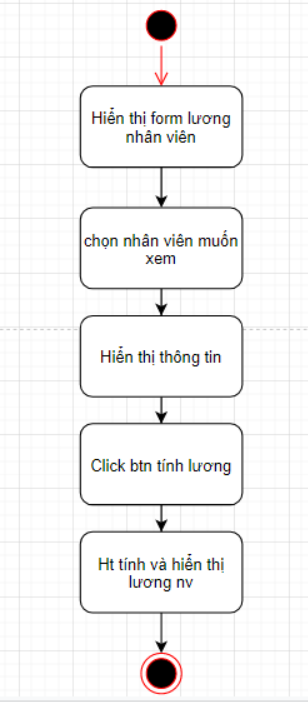 Hiển thị form lương
nhân viên
chọn nhân viên muốn
xem
Hiển thị thông tin
Click btn tính lương
Ht tính và hiển thị
lương nv